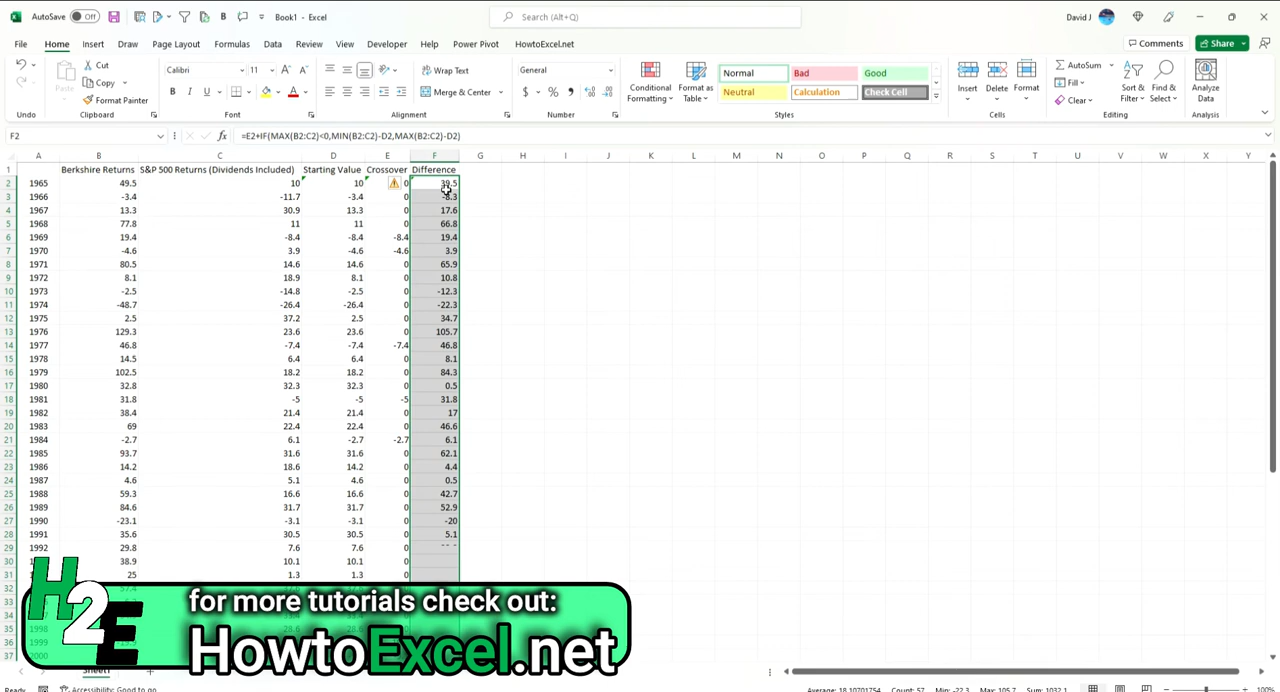 AutoSave Off Book1 - Excel Search (Alt+Q) David J
File Home Insert Draw Page Layout Formulas Data Review View Developer Help Power Pivot HowtoExcel.net Comments Share
Undo
Paste Cut Copy Format Painter Clipboard
Calibri 11 B I U A Font
Wrap Text Merge & Center Alignment
General $ % Number
Conditional Formatting Format as Table
Normal Bad Good
Neutral Calculation Check Cell
Styles
Insert Delete Format Cells
AutoSum Fill Clear Sort & Filter Find & Select Editing
Analyze Data Analysis
F2 fx =E2+IF(MAX(B2:C2)<0,MIN(B2:C2)-D2,MAX(B2:C2)-D2)
A B C D E F G H I J K L M N O P Q R S T U V W X Y
1 Berkshire Returns S&P 500 Returns (Dividends Included) Starting Value Crossover Difference
2 1965 49.5 10 10 0 39.5
3 1966 -3.4 -11.7 -3.4 0 -8.3
4 1967 13.3 30.9 13.3 0 17.6
5 1968 77.8 11 11 0 66.8
6 1969 19.4 -8.4 -8.4 -8.4 19.4
7 1970 -4.6 3.9 -4.6 -4.6 3.9
8 1971 80.5 14.6 14.6 0 65.9
9 1972 8.1 18.9 8.1 0 10.8
10 1973 -2.5 -14.8 -2.5 0 -12.3
11 1974 -48.7 -26.4 -26.4 0 -22.3
12 1975 2.5 37.2 2.5 0 34.7
13 1976 129.3 23.6 23.6 0 105.7
14 1977 46.8 -7.4 -7.4 -7.4 46.8
15 1978 14.5 6.4 6.4 0 8.1
16 1979 102.5 18.2 18.2 0 84.3
17 1980 32.8 32.3 32.3 0 0.5
18 1981 31.8 -5 -5 -5 31.8
19 1982 38.4 21.4 21.4 0 17
20 1983 69 22.4 22.4 0 46.6
21 1984 -2.7 6.1 -2.7 -2.7 6.1
22 1985 93.7 31.6 31.6 0 62.1
23 1986 14.2 18.6 14.2 0 4.4
24 1987 4.6 5.1 4.6 0 0.5
25 1988 59.3 16.6 16.6 0 42.7
26 1989 84.6 31.7 31.7 0 52.9
27 1990 -23.1 -3.1 -3.1 0 -20
28 1991 35.6 30.5 30.5 0 5.1
29 1992 29.8 7.6 7.6 0
30 38.9 10.1 10.1 0
31 25 1.3 1.3 0
32
33
34
35
36
37
H2E
for more tutorials check out:
HowtoExcel.net
Sheet1
Ready Accessibility: Good to go Average: 18.10701754 Count: 57 Min: -22.3 Max: 105.7 Sum: 1032.1 100%